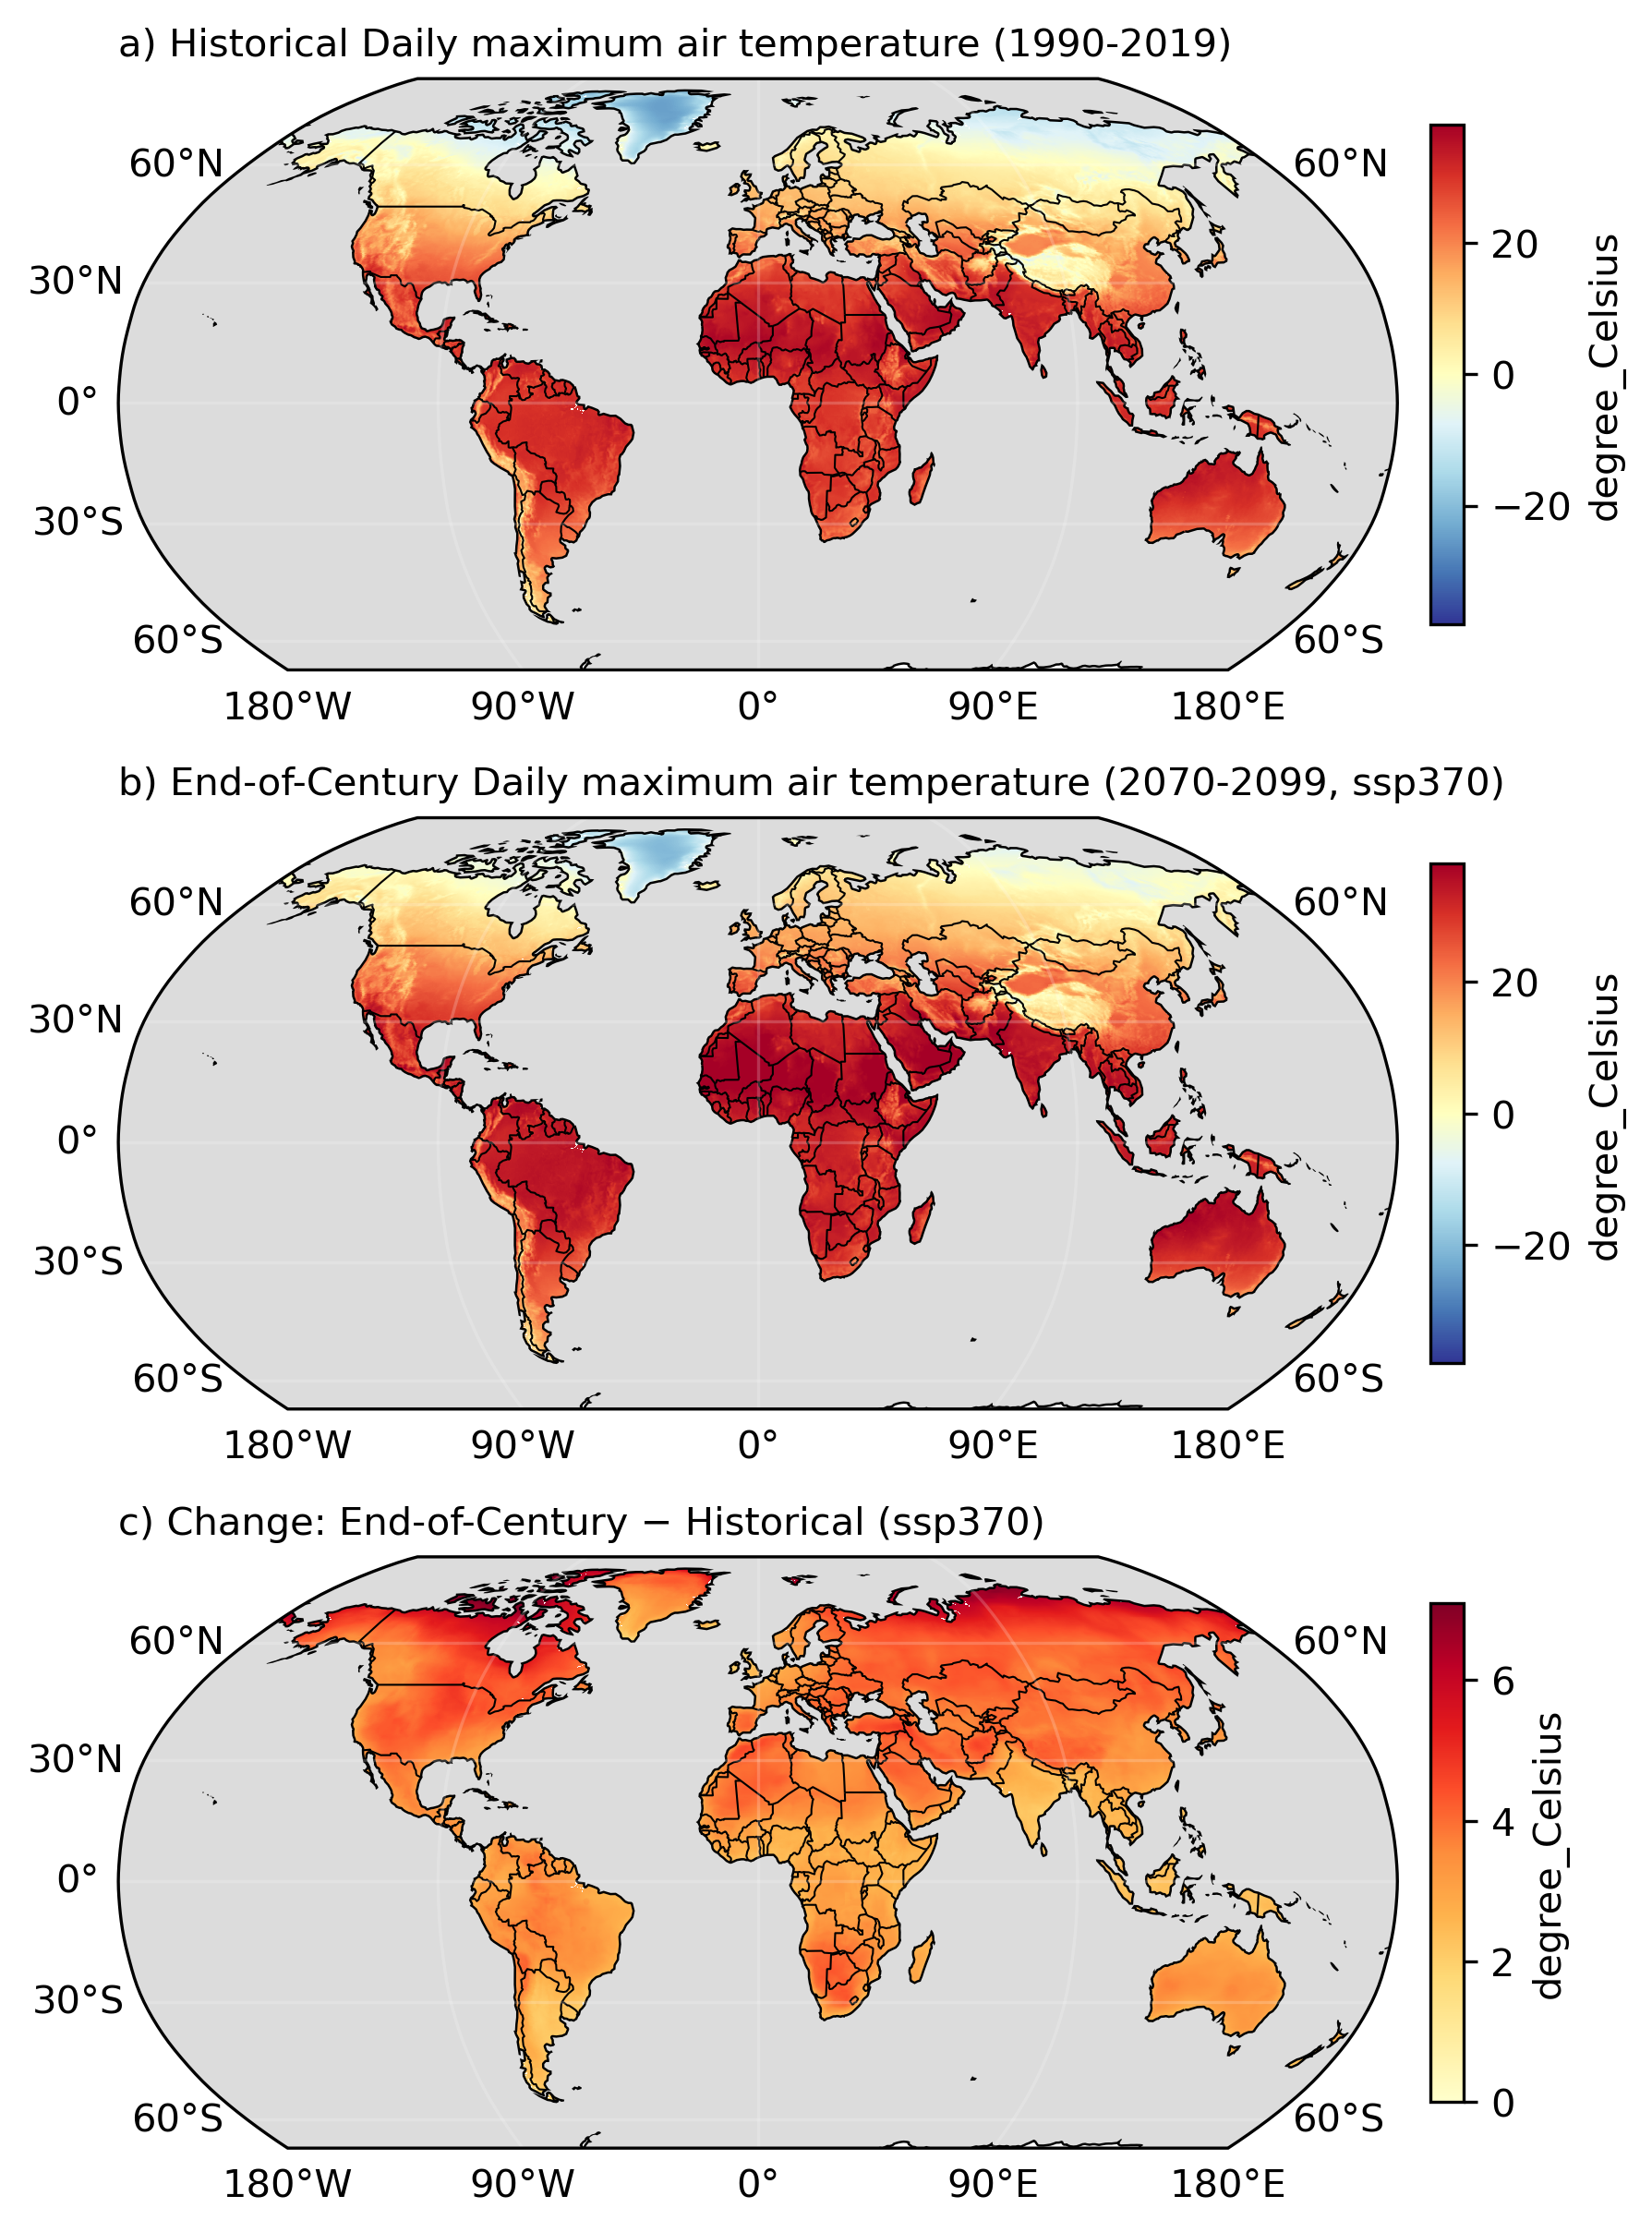 a) Historical Daily maximum air temperature (1990-2019)
60°N
60°N
30°N
0°
30°S
60°S
60°S
180°W 90°W 0° 90°E 180°E
20
0
−20
degree_Celsius
b) End-of-Century Daily maximum air temperature (2070-2099, ssp370)
60°N
60°N
30°N
0°
30°S
60°S
60°S
180°W 90°W 0° 90°E 180°E
20
0
−20
degree_Celsius
c) Change: End-of-Century − Historical (ssp370)
60°N
60°N
30°N
0°
30°S
60°S
60°S
180°W 90°W 0° 90°E 180°E
6
4
2
0
degree_Celsius